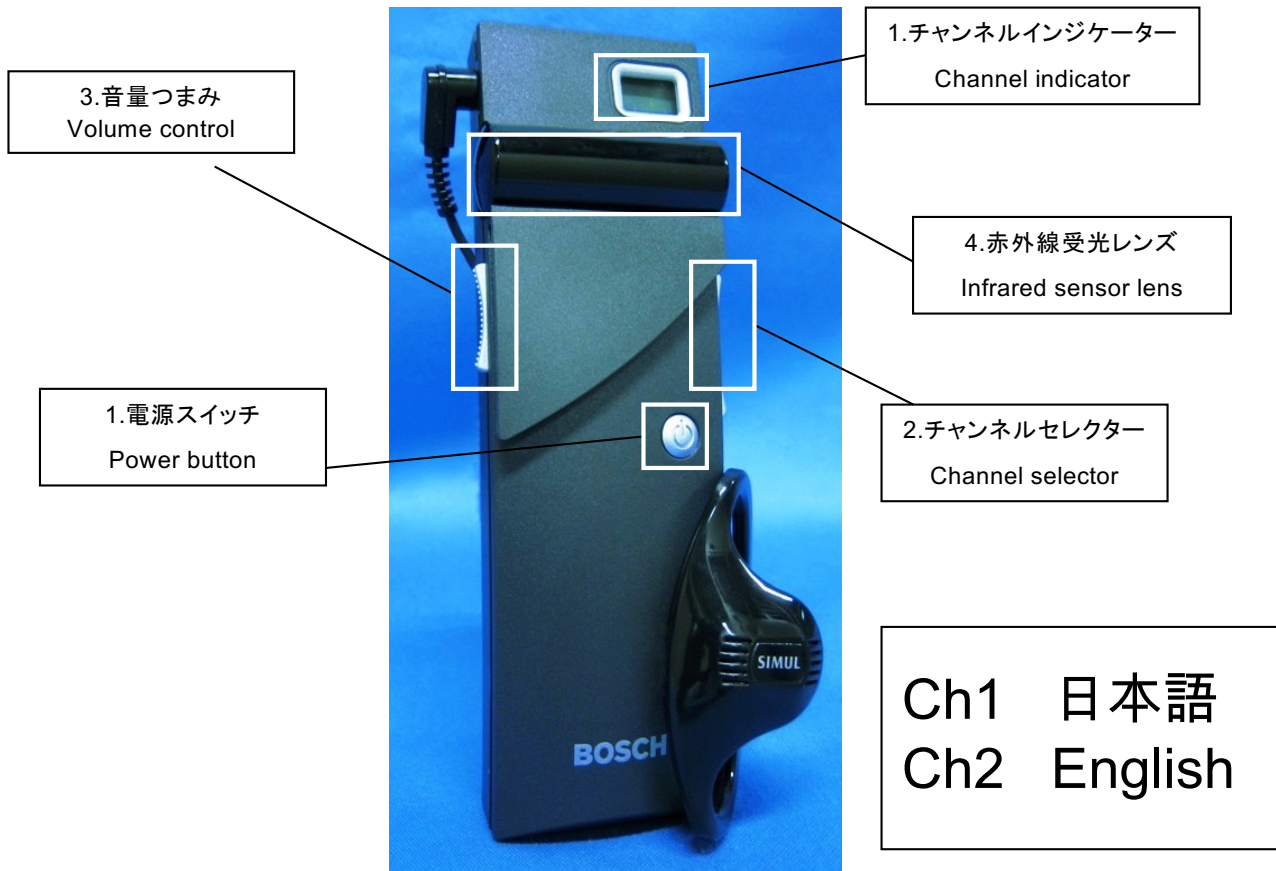 1.チャンネルインジケーター
Channel indicator
3.音量つまみ
Volume control
4.赤外線受光レンズ
Infrared sensor lens
1.電源スイッチ
Power button
2.チャンネルセレクター
Channel selector
SIMUL
BOSCH
Ch1 日本語
Ch2 English